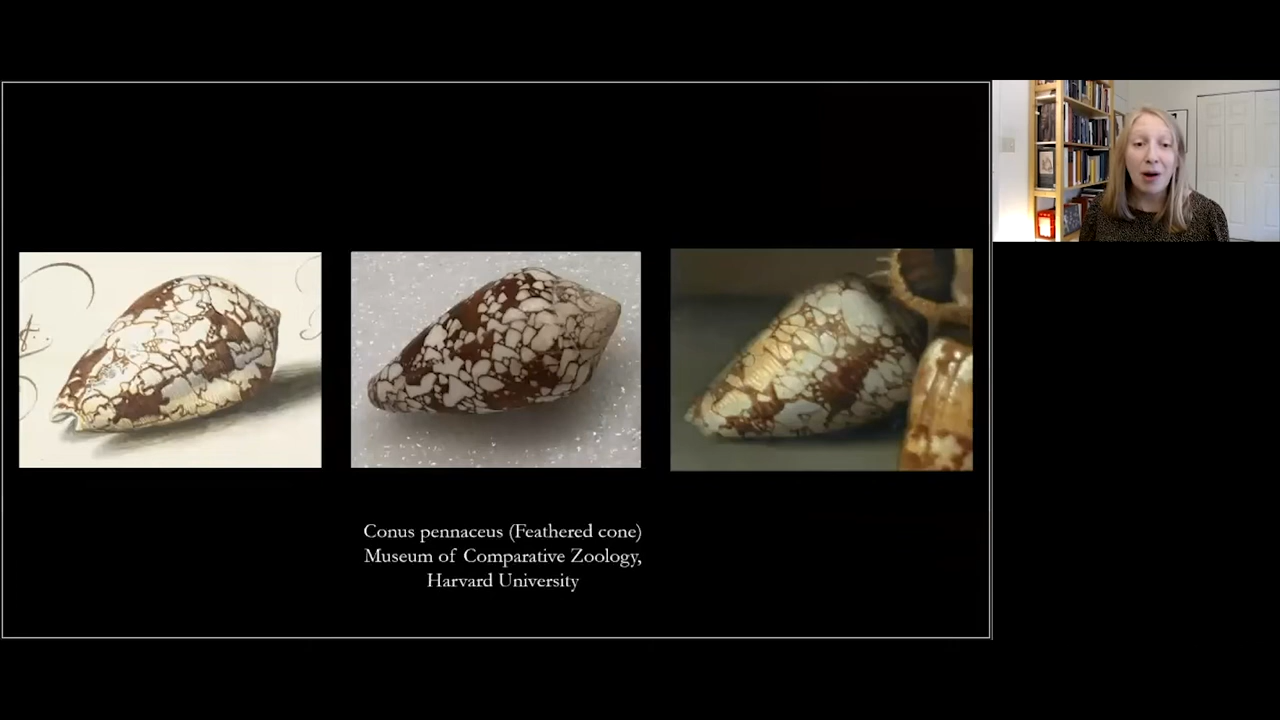 Conus pennaceus (Feathered cone)
Museum of Comparative Zoology,
Harvard University